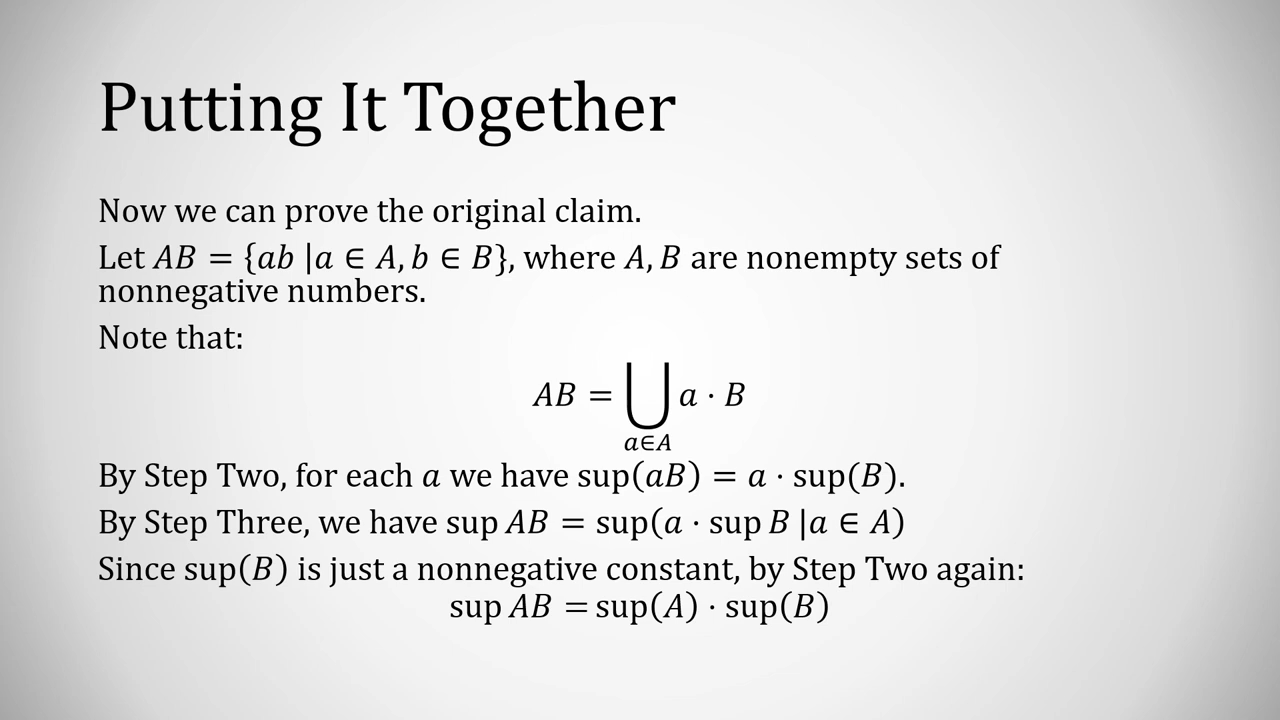 Putting It Together
Now we can prove the original claim.
Let AB = {ab |a ∈ A, b ∈ B}, where A, B are nonempty sets of
nonnegative numbers.
Note that:
AB = ⋃ a · B
a∈A
By Step Two, for each a we have sup(aB) = a · sup(B).
By Step Three, we have sup AB = sup(a · sup B |a ∈ A)
Since sup(B) is just a nonnegative constant, by Step Two again:
sup AB = sup(A) · sup(B)